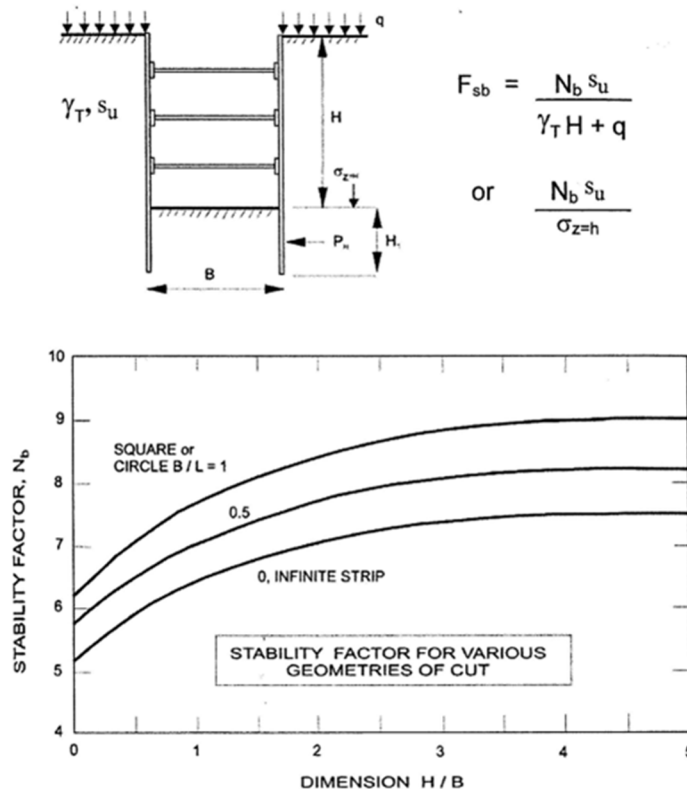 q
γT, su
H
σz=H
B
PH
H1
Fsb = Nb su
γT H + q
or Nb su
σz=h
10
9
8
7
6
5
4
STABILITY FACTOR, Nb
SQUARE or
CIRCLE B / L = 1
0.5
0, INFINITE STRIP
STABILITY FACTOR FOR VARIOUS
GEOMETRIES OF CUT
0 1 2 3 4 5
DIMENSION H / B